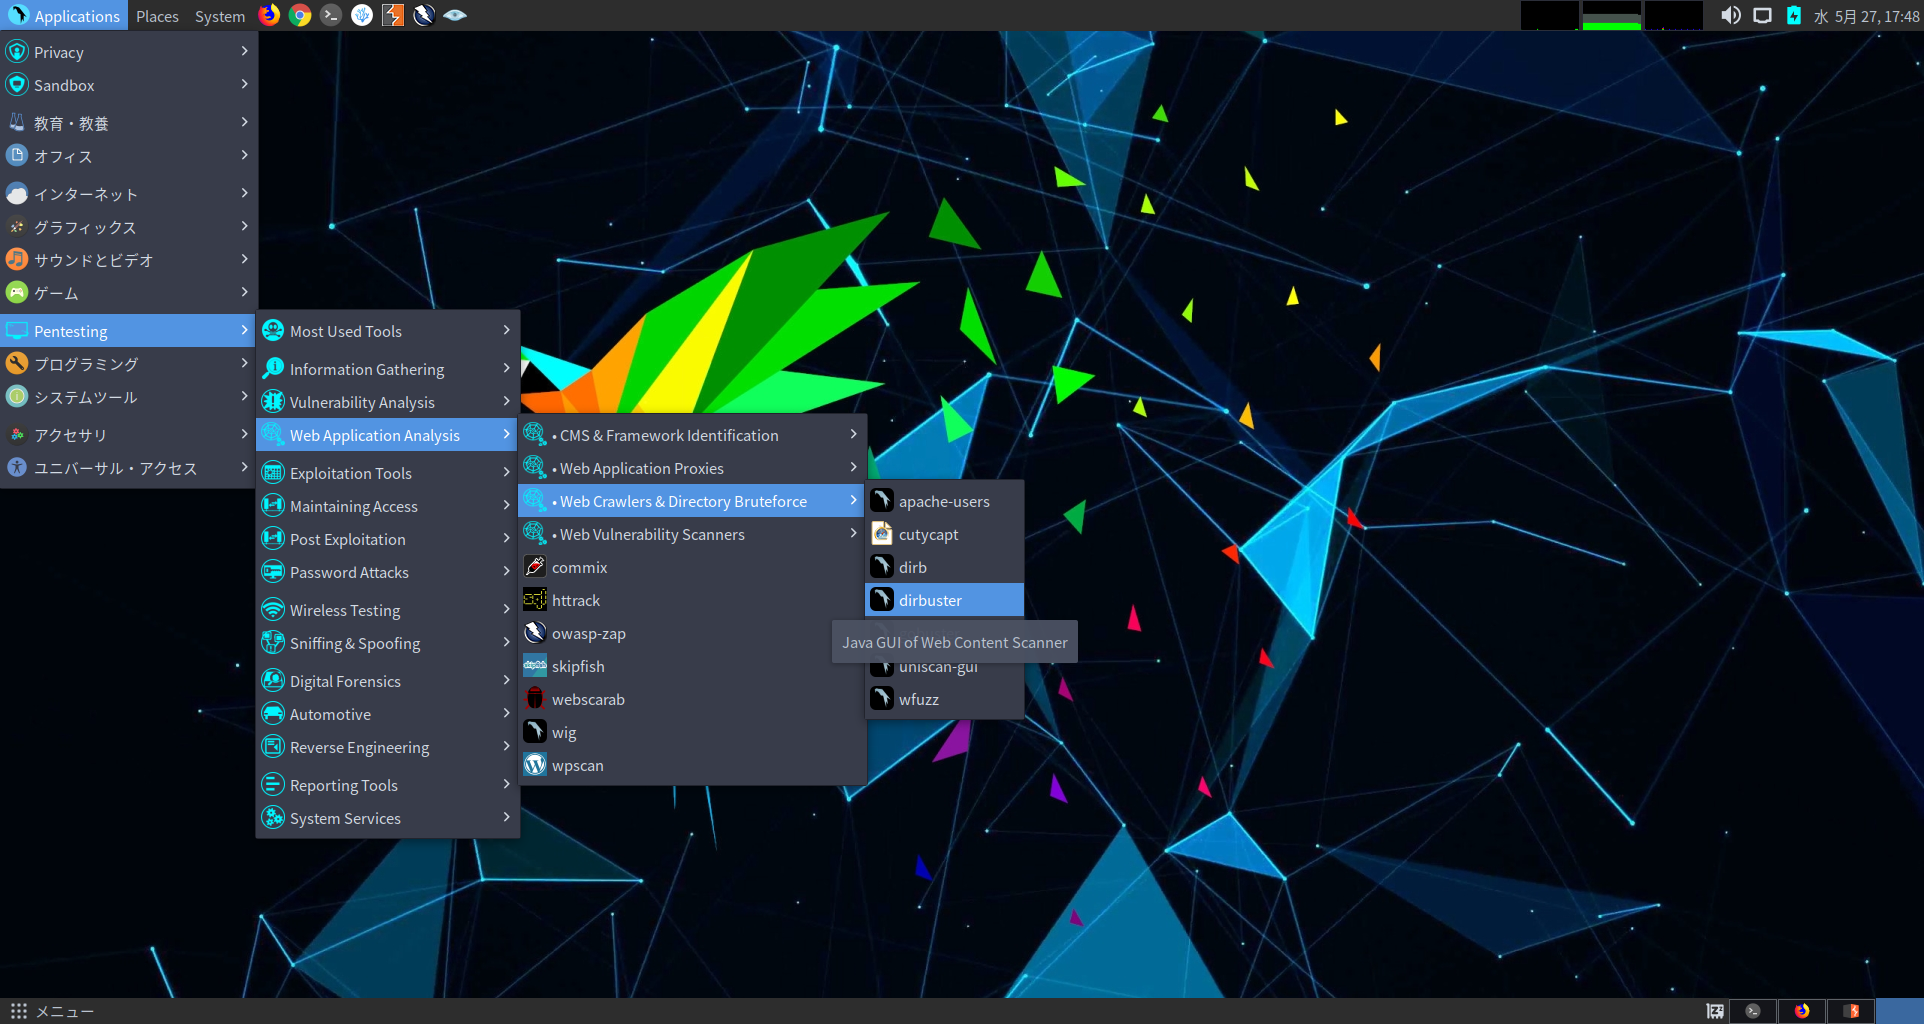 Applications Places System
水 5月 27, 17:48
Privacy
Sandbox
教育・教養
オフィス
インターネット
グラフィックス
サウンドとビデオ
ゲーム
Pentesting
プログラミング
システムツール
アクセサリ
ユニバーサル・アクセス
Most Used Tools
Information Gathering
Vulnerability Analysis
Web Application Analysis
Exploitation Tools
Maintaining Access
Post Exploitation
Password Attacks
Wireless Testing
Sniffing & Spoofing
Digital Forensics
Automotive
Reverse Engineering
Reporting Tools
System Services
• CMS & Framework Identification
• Web Application Proxies
• Web Crawlers & Directory Bruteforce
• Web Vulnerability Scanners
commix
httrack
owasp-zap
skipfish
webscarab
wig
wpscan
apache-users
cutycapt
dirb
dirbuster
Java GUI of Web Content Scanner
uniscan-gui
wfuzz
メニュー